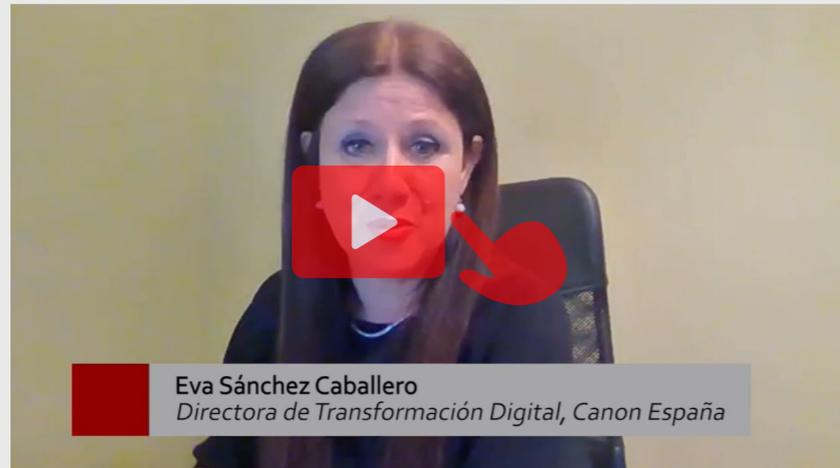 Eva Sánchez Caballero
Directora de Transformación Digital, Canon España